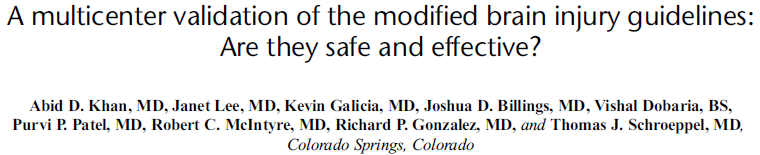 A multicenter validation of the modified brain injury guidelines:
Are they safe and effective?
Abid D. Khan, MD, Janet Lee, MD, Kevin Galicia, MD, Joshua D. Billings, MD, Vishal Dobaria, BS,
Purvi P. Patel, MD, Robert C. McIntyre, MD, Richard P. Gonzalez, MD, and Thomas J. Schroeppel, MD,
Colorado Springs, Colorado